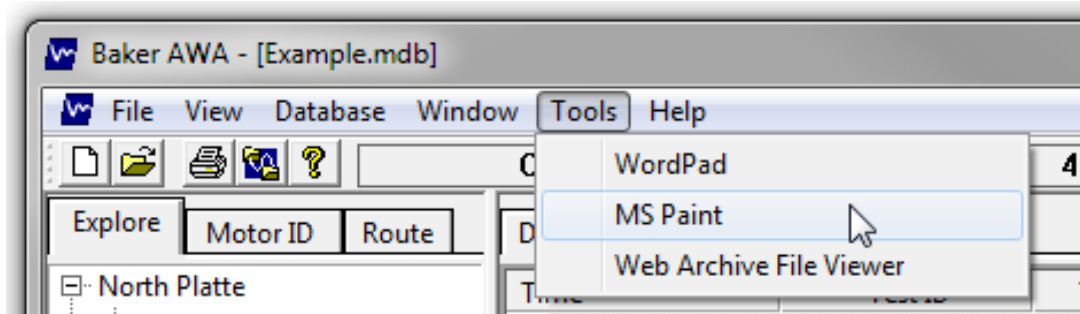 Baker AWA - [Example.mdb]
File View Database Window Tools Help
WordPad
MS Paint
Web Archive File Viewer
Explore Motor ID Route
North Platte